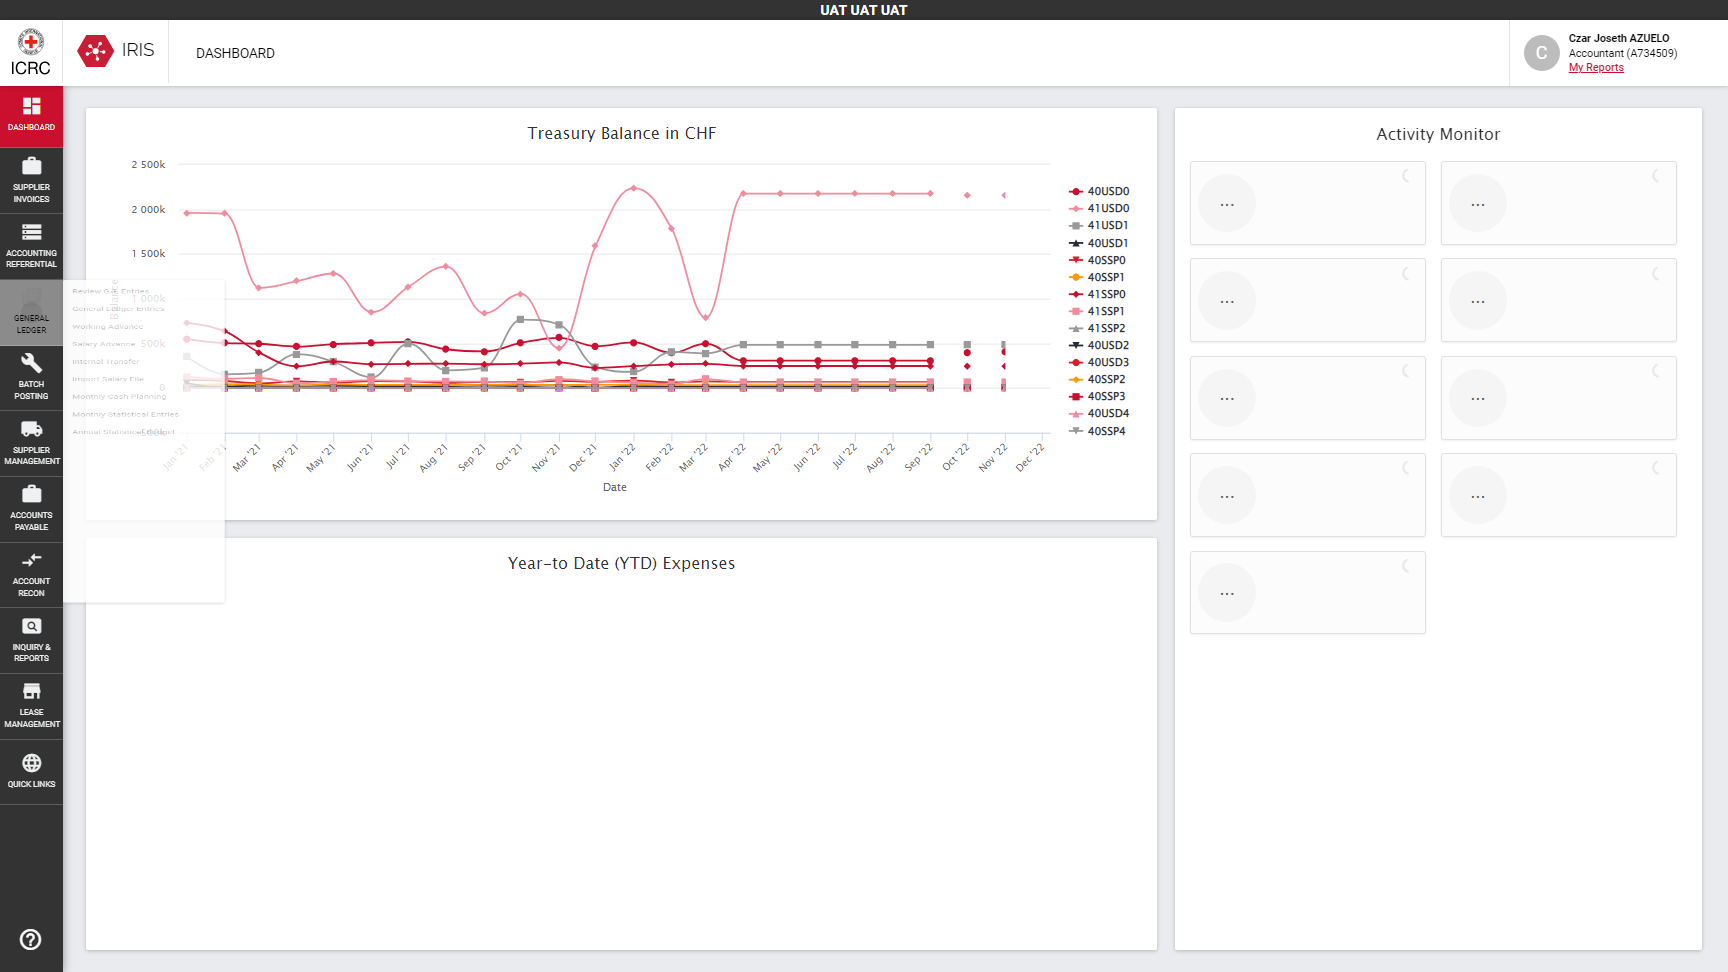 UAT UAT UAT
ICRC
IRIS
DASHBOARD
Czar Joseth AZUELO
Accountant (A734509)
My Reports
C
DASHBOARD
SUPPLIER
INVOICES
ACCOUNTING
REFERENTIAL
GENERAL
LEDGER
BATCH
POSTING
SUPPLIER
MANAGEMENT
ACCOUNTS
PAYABLE
ACCOUNT
RECON
INQUIRY &
REPORTS
LEASE
MANAGEMENT
QUICK LINKS
Review G/L Entries
General Ledger Entries
Working Advance
Salary Advance
Internal Transfer
Import Salary File
Monthly Cash Planning
Monthly Statistical Entries
Annual Statistical Budget
Treasury Balance in CHF
2 500k
2 000k
1 500k
1 000k
500k
0
-500k
Balance
Jan '21
Feb '21
Mar '21
Apr '21
May '21
Jun '21
Jul '21
Aug '21
Sep '21
Oct '21
Nov '21
Dec '21
Jan '22
Feb '22
Mar '22
Apr '22
May '22
Jun '22
Jul '22
Aug '22
Sep '22
Oct '22
Nov '22
Dec '22
Date
40USD0
41USD0
41USD1
40USD1
40SSP0
40SSP1
41SSP0
41SSP1
41SSP2
40USD2
40USD3
40SSP2
40SSP3
40USD4
40SSP4
Year-to Date (YTD) Expenses
Activity Monitor
...
...
...
...
...
...
...
...
...